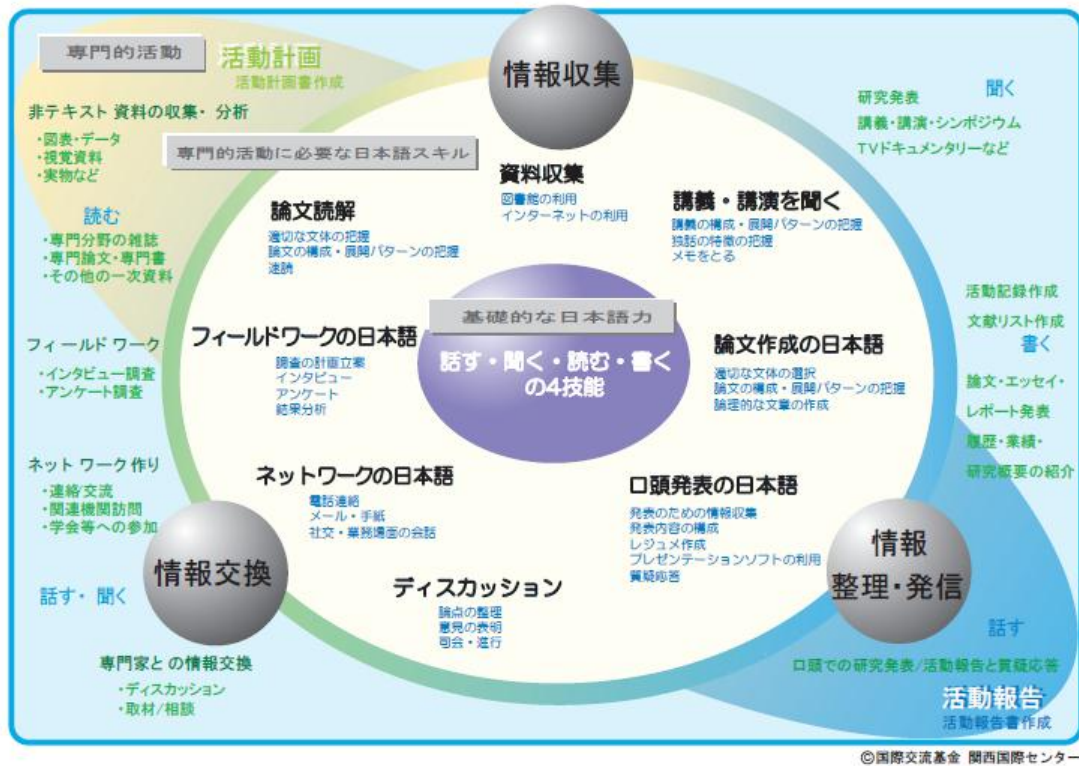 専門的活動
活動計画
活動計画書作成
非テキスト 資料の収集・ 分析
・図表・データ
・視覚資料
・実物など
読む
・専門分野の雑誌
・専門論文・専門書
・その他の一次資料
フィールド ワーク
・インタビュー調査
・アンケート調査
ネット ワーク 作り
・連絡/交流
・関連機関訪問
・学会等への参加
話す・ 聞く
専門家と の情報交換
・ディスカッション
・取材/相談
情報収集
専門的活動に必要な日本語スキル
資料収集
図書館の利用
インターネットの利用
論文読解
適切な文体の把握
論文の構成・展開パターンの把握
速読
講義・講演を聞く
講義の構成・展開パターンの把握
独話の特徴の把握
メモをとる
基礎的な日本語力
話す・聞く・読む・書く
の4技能
フィールドワークの日本語
調査の計画立案
インタビュー
アンケート
結果分析
論文作成の日本語
適切な文体の選択
論文の構成・展開パターンの把握
論理的な文章の作成
ネットワークの日本語
電話連絡
メール・手紙
社交・業務場面の会話
口頭発表の日本語
発表のための情報収集
発表内容の構成
レジュメ作成
プレゼンテーションソフトの利用
質疑応答
ディスカッション
論点の整理
意見の表明
司会・進行
情報交換
情報
整理・発信
聞く
研究発表
講義・講演・シンポジウム
TVドキュメンタリーなど
活動記録作成
文献リスト作成
書く
論文・エッセイ・
レポート発表
履歴・業績・
研究概要の紹介
話す
口頭での研究発表/活動報告と質疑応答
活動報告
活動報告書作成
©国際交流基金 関西国際センター